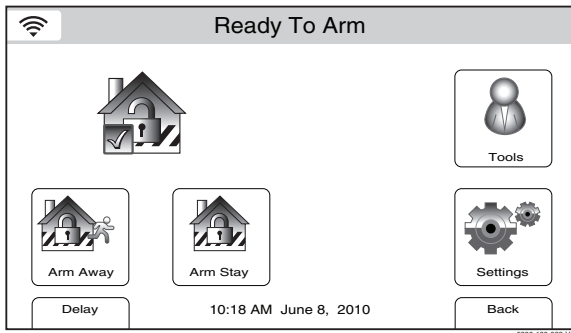 Ready To Arm
Tools
Arm Away
Arm Stay
Settings
Delay
10:18 AM June 8, 2010
Back